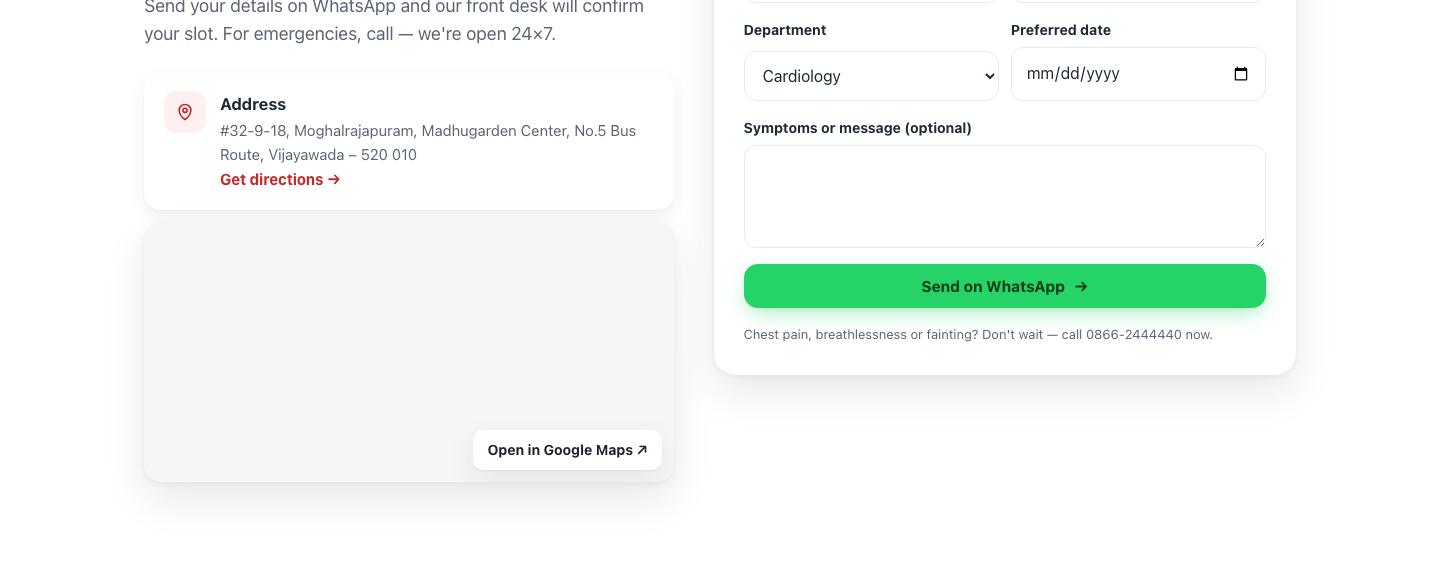 Send your details on WhatsApp and our front desk will confirm
your slot. For emergencies, call — we're open 24×7.
Address
#32-9-18, Moghalrajapuram, Madhugarden Center, No.5 Bus
Route, Vijayawada – 520 010
Get directions →
Open in Google Maps ↗
Department
Preferred date
Cardiology
mm/dd/yyyy
Symptoms or message (optional)
Send on WhatsApp →
Chest pain, breathlessness or fainting? Don't wait — call 0866-2444440 now.